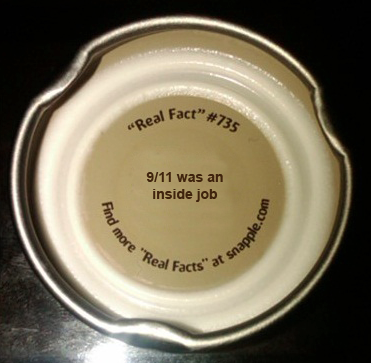 "Real Fact" #735
9/11 was an
inside job
Find more "Real Facts" at snapple.com